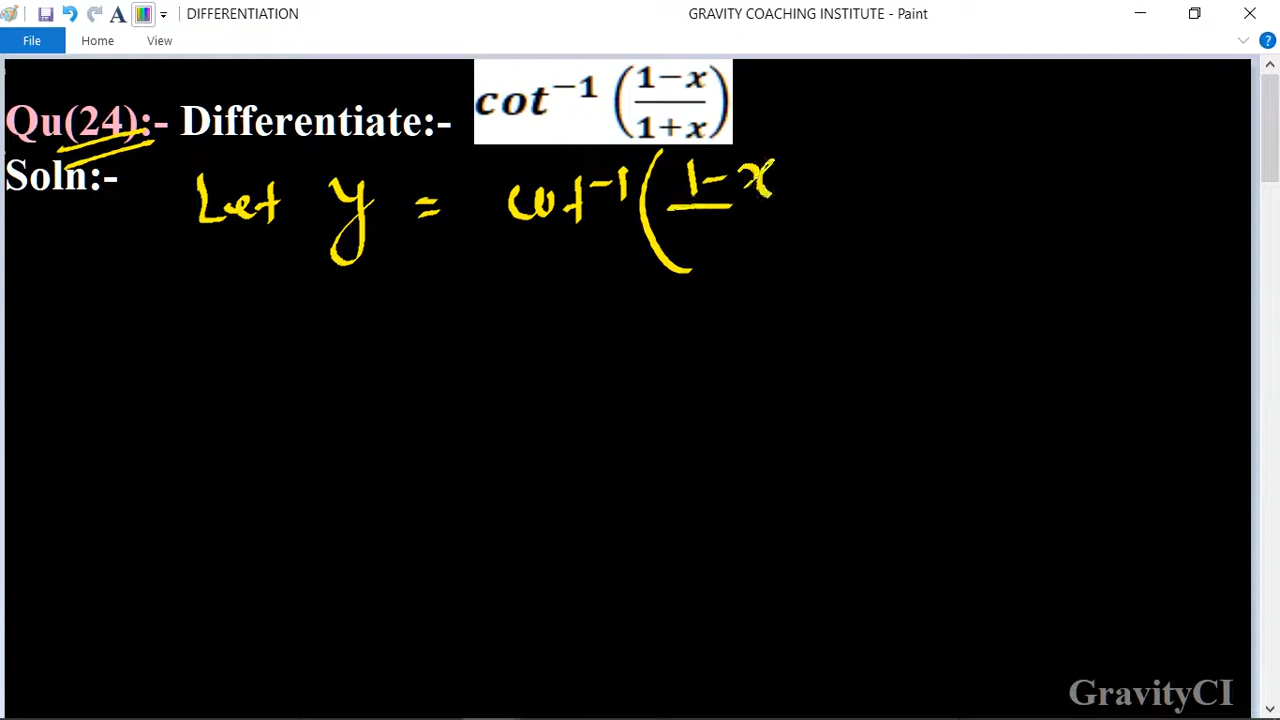 DIFFERENTIATION
GRAVITY COACHING INSTITUTE - Paint
File Home View
Qu(24):- Differentiate:- cot⁻¹ (1−x / 1+x)
Soln:- Let y = cot⁻¹ (1−x
GravityCI